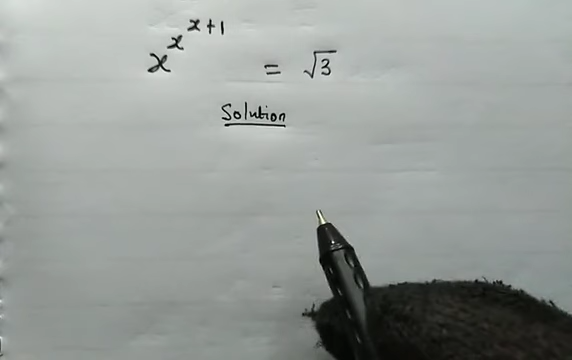 x^{x^{x+1}} = √3
Solution